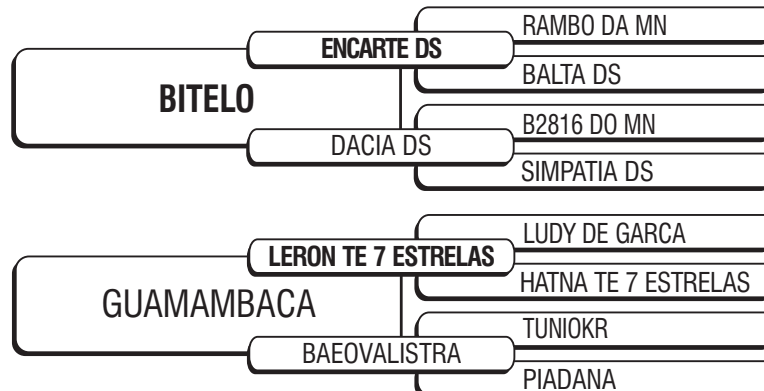 RAMBO DA MN
ENCARTE DS
BALTA DS
BITELO
B2816 DO MN
DACIA DS
SIMPATIA DS
LUDY DE GARCA
LERON TE 7 ESTRELAS
HATNA TE 7 ESTRELAS
GUAMAMBACA
TUNIOKR
BAEOVALISTRA
PIADANA